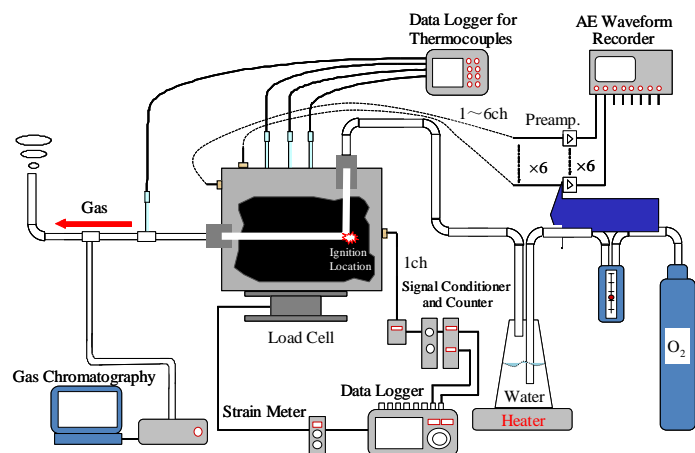 Data Logger for
Thermocouples
AE Waveform
Recorder
1～6ch
Preamp.
×6
×6
Gas
Ignition
Location
1ch
Signal Conditioner
and Counter
Load Cell
O2
Gas Chromatography
Data Logger
Water
Strain Meter
Heater